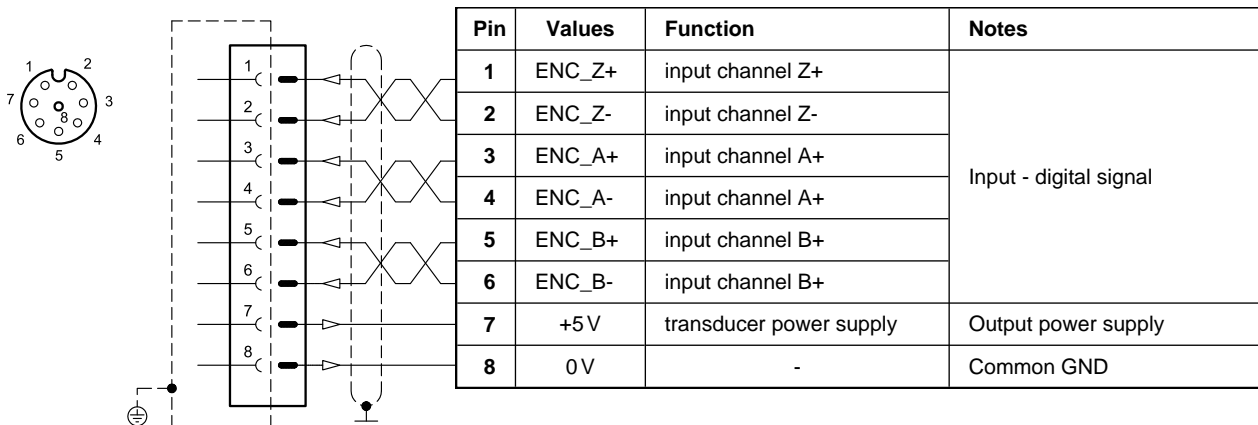 Pin Values Function Notes
1 ENC_Z+ input channel Z+
2 ENC_Z- input channel Z-
3 ENC_A+ input channel A+
4 ENC_A- input channel A+
5 ENC_B+ input channel B+
6 ENC_B- input channel B+
Input - digital signal
7 +5 V transducer power supply Output power supply
8 0 V - Common GND
1 2
7 8 3
6 4
5
1
2
3
4
5
6
7
8